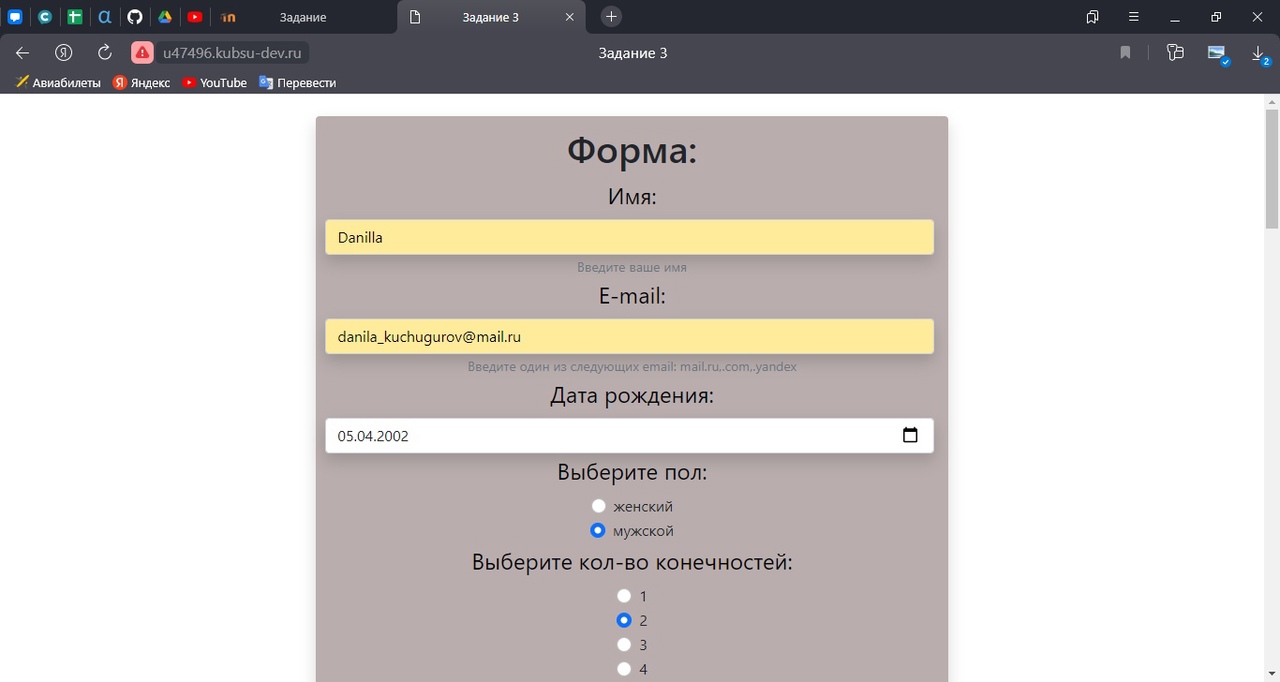 Задание
Задание 3
u47496.kubsu-dev.ru
Задание 3
2
Авиабилеты
Яндекс
YouTube
Перевести
Форма:
Имя:
Danilla
Введите ваше имя
E-mail:
danila_kuchugurov@mail.ru
Введите один из следующих email: mail.ru,.com,.yandex
Дата рождения:
05.04.2002
Выберите пол:
женский
мужской
Выберите кол-во конечностей:
1
2
3
4